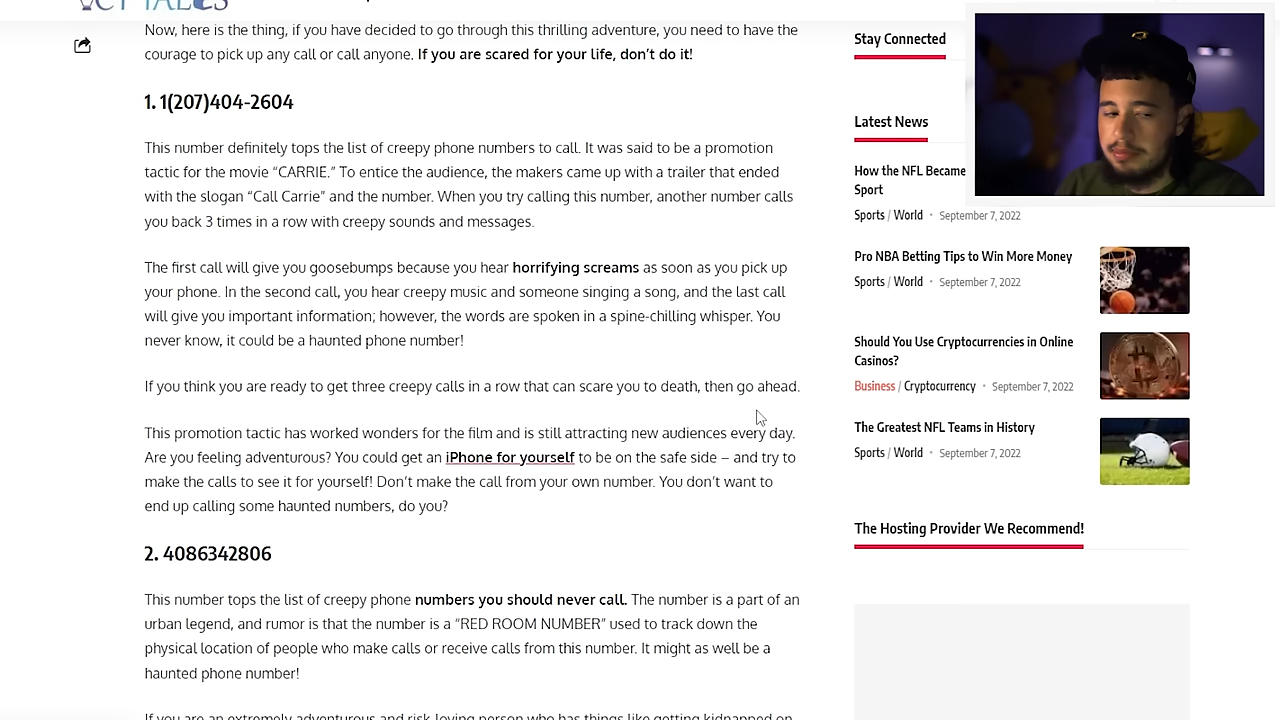 Now, here is the thing, if you have decided to go through this thrilling adventure, you need to have the
courage to pick up any call or call anyone. If you are scared for your life, don’t do it!
1. 1(207)404-2604
This number definitely tops the list of creepy phone numbers to call. It was said to be a promotion
tactic for the movie “CARRIE.” To entice the audience, the makers came up with a trailer that ended
with the slogan “Call Carrie” and the number. When you try calling this number, another number calls
you back 3 times in a row with creepy sounds and messages.
The first call will give you goosebumps because you hear horrifying screams as soon as you pick up
your phone. In the second call, you hear creepy music and someone singing a song, and the last call
will give you important information; however, the words are spoken in a spine-chilling whisper. You
never know, it could be a haunted phone number!
If you think you are ready to get three creepy calls in a row that can scare you to death, then go ahead.
This promotion tactic has worked wonders for the film and is still attracting new audiences every day.
Are you feeling adventurous? You could get an iPhone for yourself to be on the safe side – and try to
make the calls to see it for yourself! Don’t make the call from your own number. You don’t want to
end up calling some haunted numbers, do you?
2. 4086342806
This number tops the list of creepy phone numbers you should never call. The number is a part of an
urban legend, and rumor is that the number is a “RED ROOM NUMBER” used to track down the
physical location of people who make calls or receive calls from this number. It might as well be a
haunted phone number!
If you are an extremely adventurous and risk-loving person who has things like getting kidnapped on
Stay Connected
Latest News
How the NFL Became
Sport
Sports / World • September 7, 2022
Pro NBA Betting Tips to Win More Money
Sports / World • September 7, 2022
Should You Use Cryptocurrencies in Online
Casinos?
Business / Cryptocurrency • September 7, 2022
The Greatest NFL Teams in History
Sports / World • September 7, 2022
The Hosting Provider We Recommend!